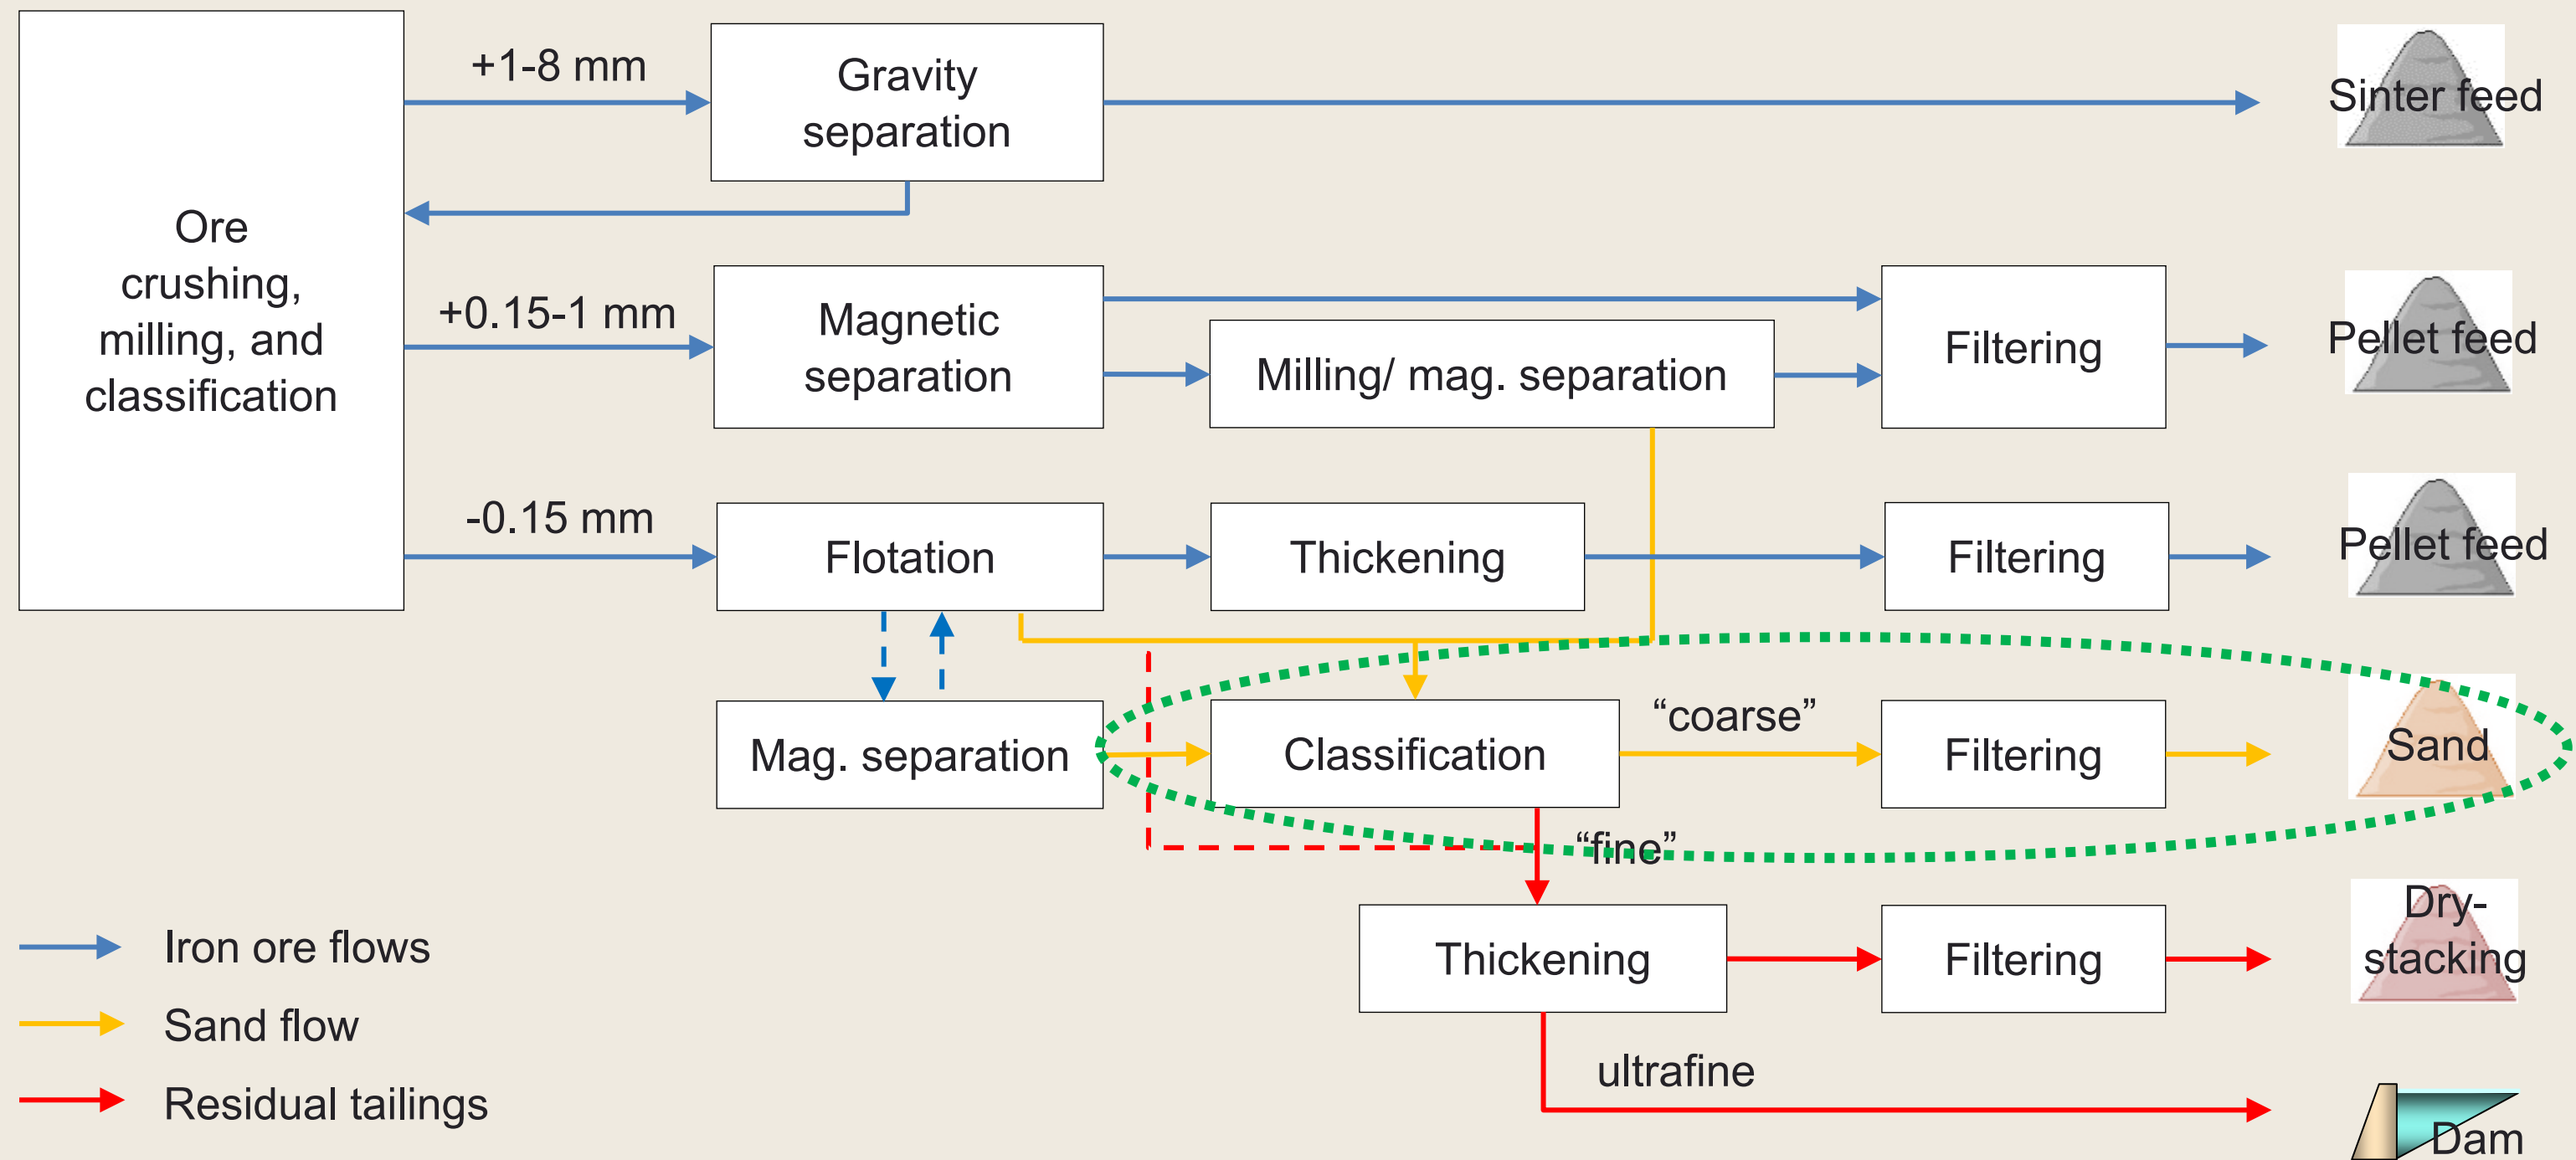 +1-8 mm
Gravity
separation
Sinter feed
Ore
crushing,
milling, and
classification
+0.15-1 mm
Magnetic
separation
Milling/ mag. separation
Filtering
Pellet feed
-0.15 mm
Flotation
Thickening
Filtering
Pellet feed
Mag. separation
Classification
“coarse”
Filtering
Sand
“fine”
Thickening
Filtering
Dry-
stacking
ultrafine
Dam
Iron ore flows
Sand flow
Residual tailings